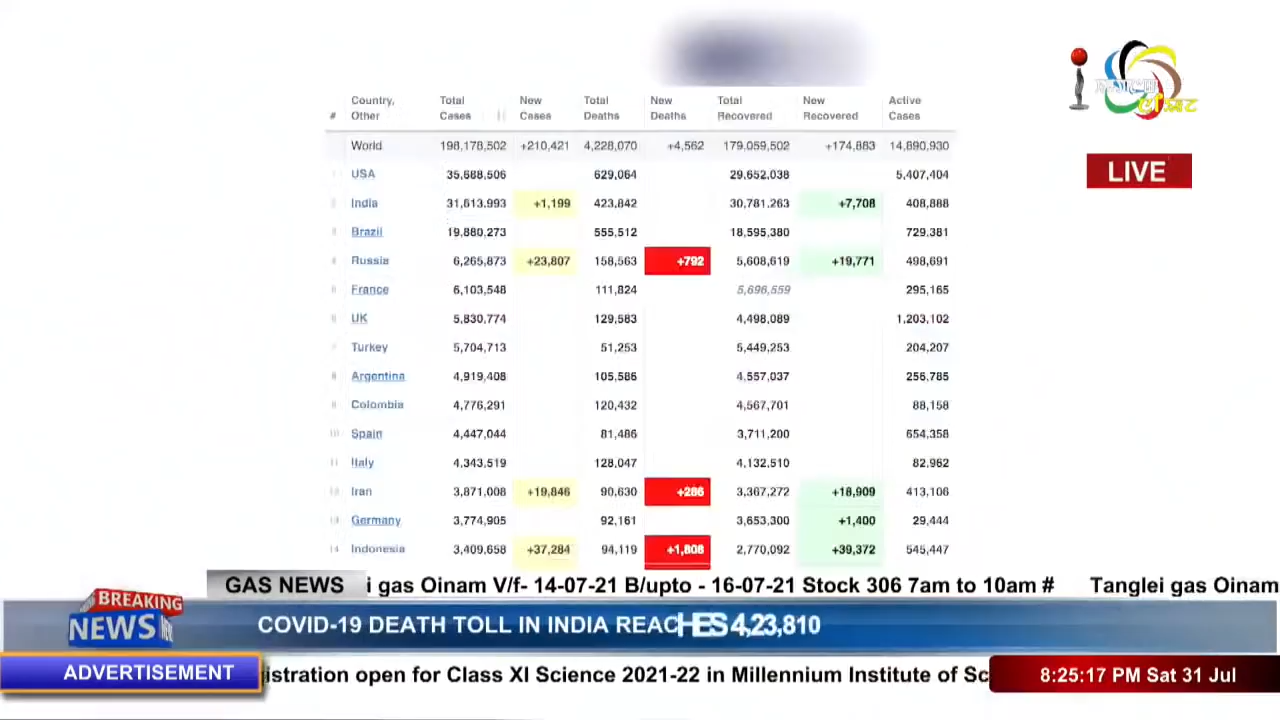 Country, Other Total Cases New Cases Total Deaths New Deaths Total Recovered New Recovered Active Cases
#
World 198,178,502 +210,421 4,228,070 +4,562 179,059,502 +174,883 14,890,930
LIVE
USA 35,688,506 629,064 29,652,038 5,407,404
India 31,613,993 +1,199 423,842 30,781,263 +7,708 408,888
Brazil 19,880,273 555,512 18,595,380 729,381
Russia 6,265,873 +23,807 158,563 +792 5,608,619 +19,771 498,691
France 6,103,548 111,824 5,696,559 295,165
UK 5,830,774 129,583 4,498,089 1,203,102
Turkey 5,704,713 51,253 5,449,253 204,207
Argentina 4,919,408 105,586 4,557,037 256,785
Colombia 4,776,291 120,432 4,567,701 88,158
10 Spain 4,447,044 81,486 3,711,200 654,358
11 Italy 4,343,519 128,047 4,132,510 82,962
12 Iran 3,871,008 +19,846 90,630 +286 3,367,272 +18,909 413,106
13 Germany 3,774,905 92,161 3,653,300 +1,400 29,444
14 Indonesia 3,409,658 +37,284 94,119 +1,808 2,770,092 +39,372 545,447
GAS NEWS i gas Oinam V/f- 14-07-21 B/upto - 16-07-21 Stock 306 7am to 10am # Tanglei gas Oinam
BREAKING
NEWS
COVID-19 DEATH TOLL IN INDIA REACHES 4,23,810
ADVERTISEMENT istration open for Class XI Science 2021-22 in Millennium Institute of Sc 8:25:17 PM Sat 31 Jul